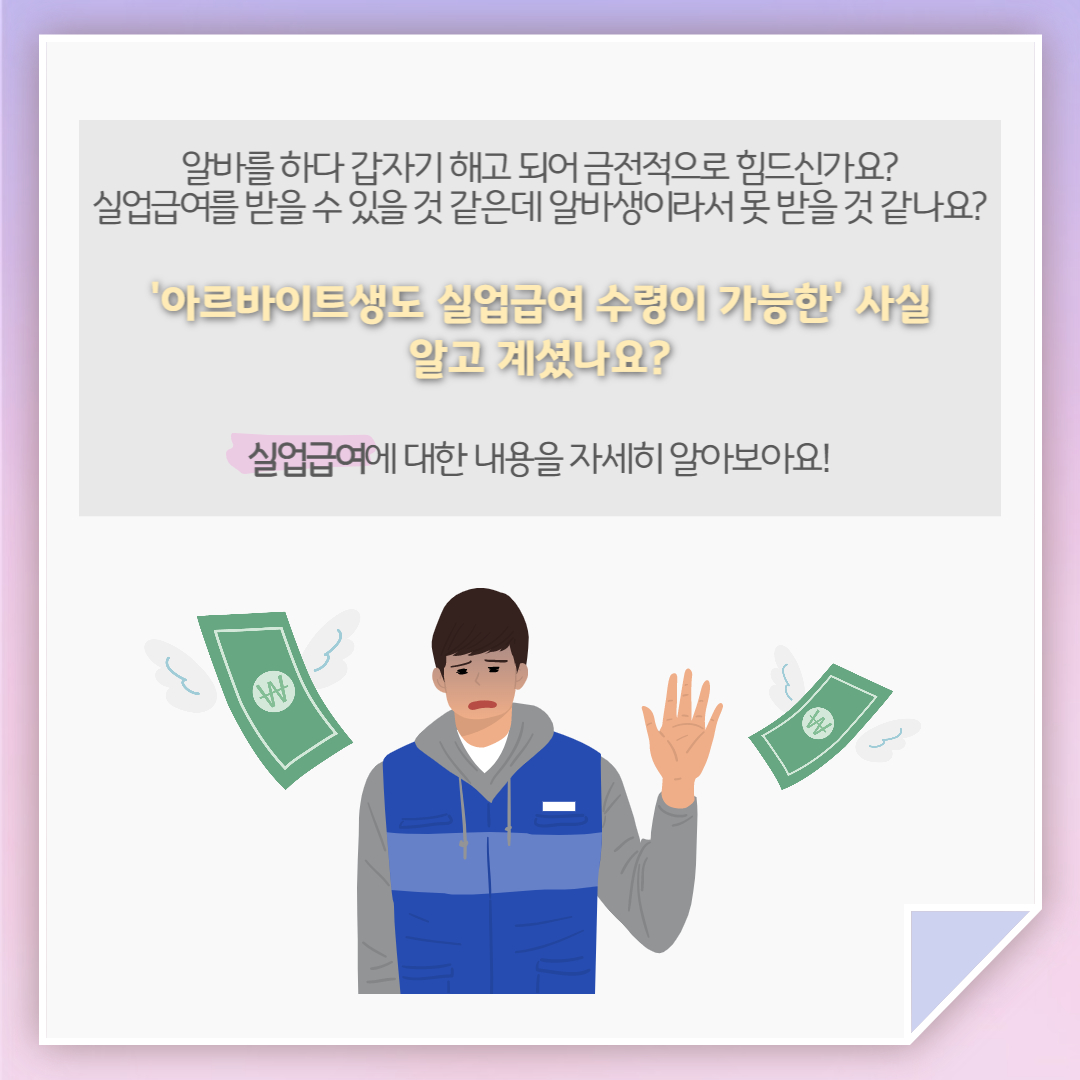 알바를 하다 갑자기 해고 되어 금전적으로 힘드신가요?
실업급여를 받을 수 있을 것 같은데 알바생이라서 못 받을 것 같나요?
'아르바이트생도 실업급여 수령이 가능한' 사실
알고 계셨나요?
실업급여에 대한 내용을 자세히 알아보아요!
₩
₩